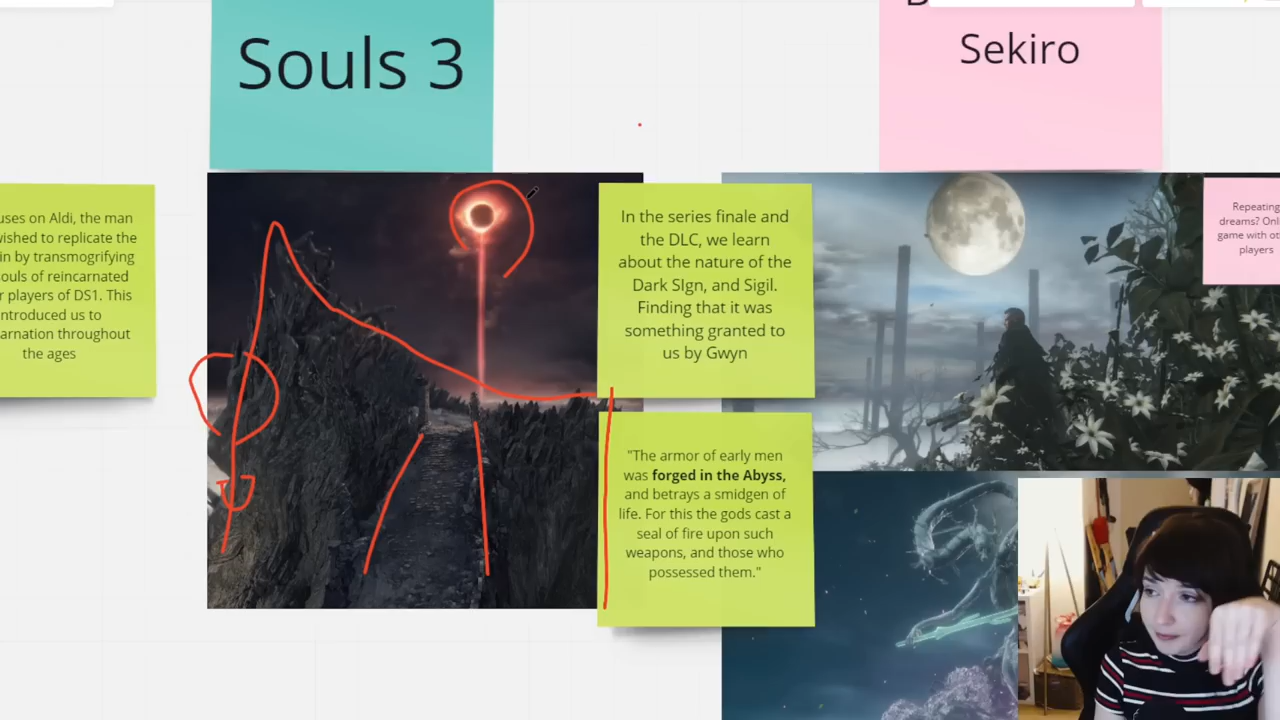 Souls 3
Sekiro
uses on Aldi, the man
wished to replicate the
in by transmogrifying
ouls of reincarnated
r players of DS1. This
ntroduced us to
arnation throughout
the ages
In the series finale and
the DLC, we learn
about the nature of the
Dark SIgn, and Sigil.
Finding that it was
something granted to
us by Gwyn
"The armor of early men
was forged in the Abyss,
and betrays a smidgen of
life. For this the gods cast a
seal of fire upon such
weapons, and those who
possessed them."
Repeating
dreams? Onli
game with oth
players